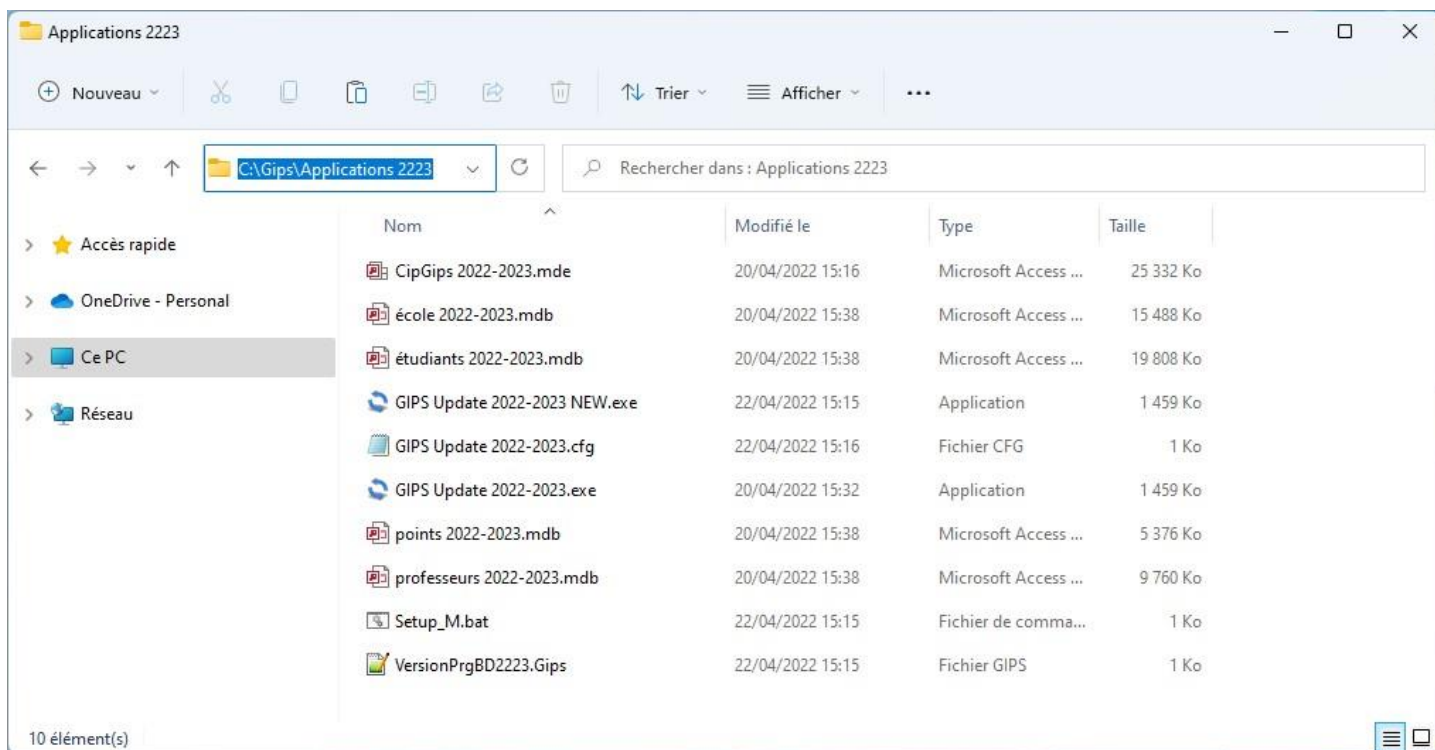 Applications 2223
Nouveau Trier Afficher
C:\Gips\Applications 2223 Rechercher dans : Applications 2223
Accès rapide
OneDrive - Personal
Ce PC
Réseau
Nom Modifié le Type Taille
CipGips 2022-2023.mde 20/04/2022 15:16 Microsoft Access ... 25 332 Ko
école 2022-2023.mdb 20/04/2022 15:38 Microsoft Access ... 15 488 Ko
étudiants 2022-2023.mdb 20/04/2022 15:38 Microsoft Access ... 19 808 Ko
GIPS Update 2022-2023 NEW.exe 22/04/2022 15:15 Application 1 459 Ko
GIPS Update 2022-2023.cfg 22/04/2022 15:16 Fichier CFG 1 Ko
GIPS Update 2022-2023.exe 20/04/2022 15:32 Application 1 459 Ko
points 2022-2023.mdb 20/04/2022 15:38 Microsoft Access ... 5 376 Ko
professeurs 2022-2023.mdb 20/04/2022 15:38 Microsoft Access ... 9 760 Ko
Setup_M.bat 22/04/2022 15:15 Fichier de comma... 1 Ko
VersionPrgBD2223.Gips 22/04/2022 15:15 Fichier GIPS 1 Ko
10 élément(s)